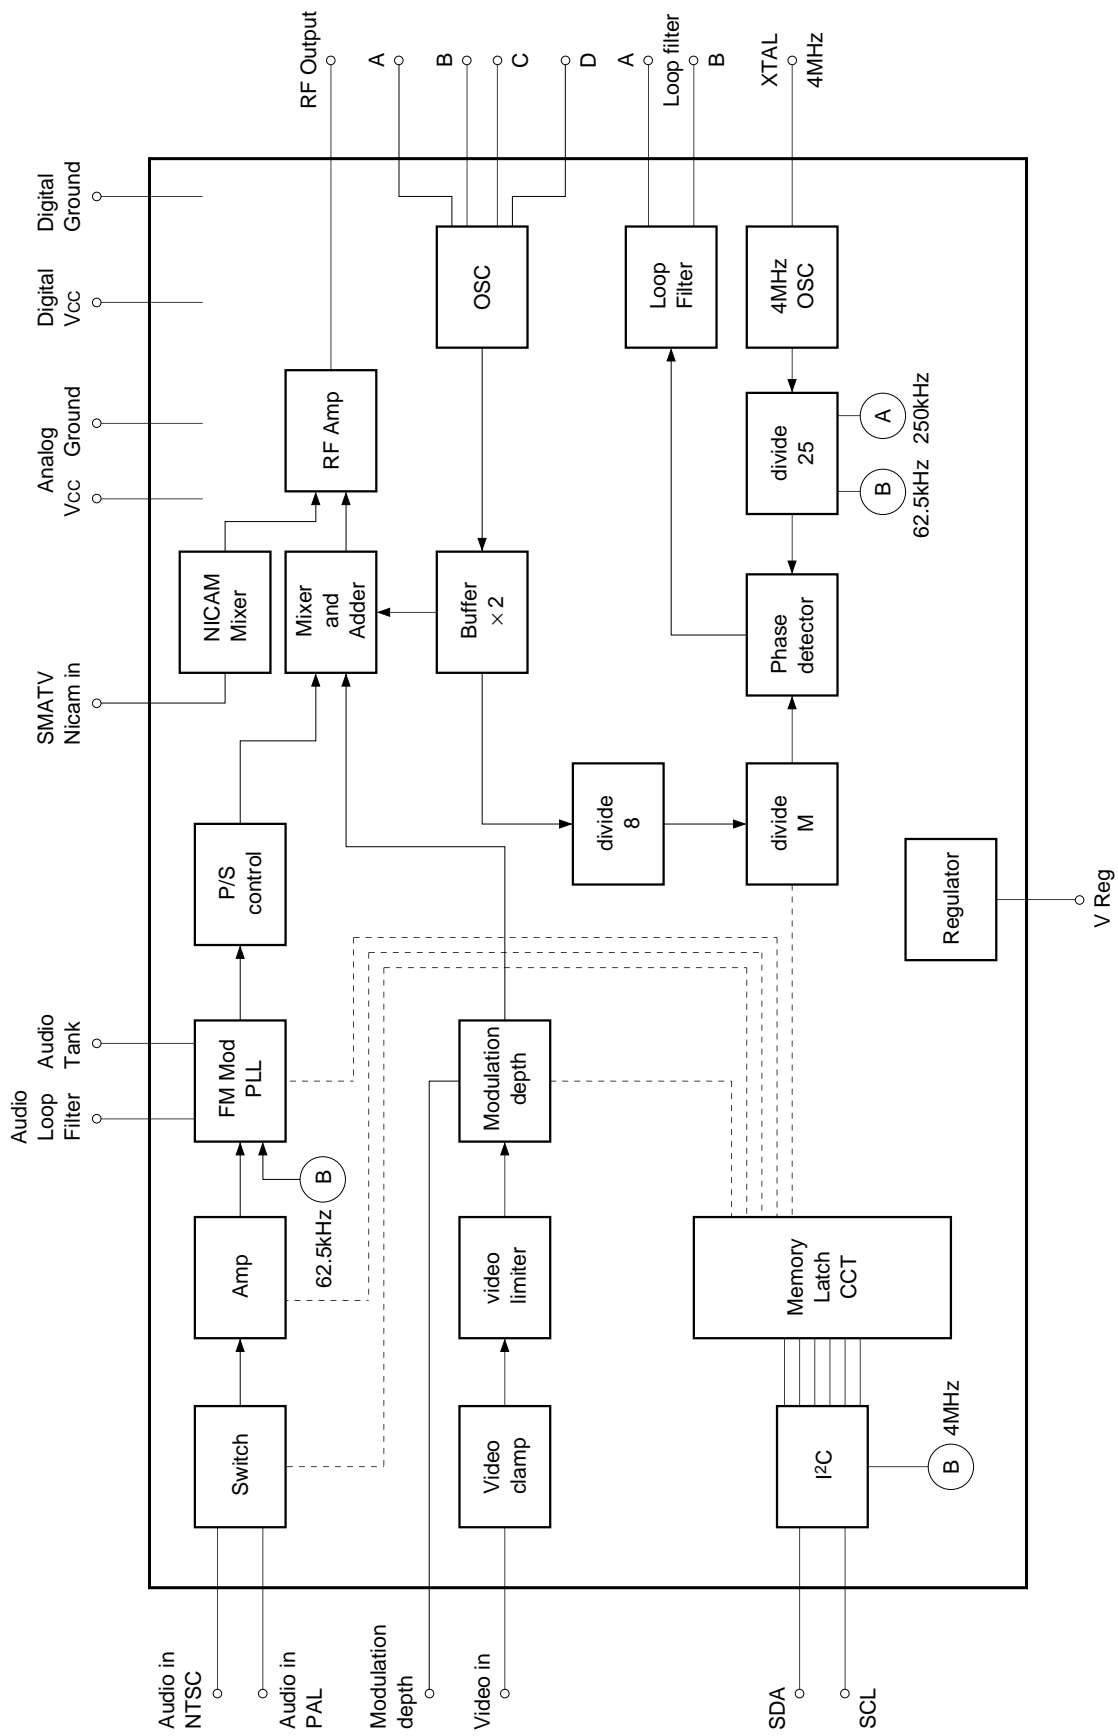 Audio
Loop
Filter
Audio
Tank
SMATV
Nicam in
Analog
Vcc
Ground
Digital
Vcc
Digital
Ground
RF Output
Audio in
NTSC
Audio in
PAL
Switch
Amp
FM Mod
PLL
B
62.5kHz
P/S
control
NICAM
Mixer
Mixer
and
Adder
RF Amp
A
B
C
D
Modulation
depth
Video in
Video
clamp
video
limiter
Modulation
depth
Buffer
× 2
OSC
divide
8
Loop
Filter
A
Loop filter
B
SDA
SCL
I²C
B
4MHz
Memory
Latch
CCT
divide
M
Phase
detector
divide
25
B
62.5kHz
A
250kHz
4MHz
OSC
XTAL
4MHz
Regulator
V Reg